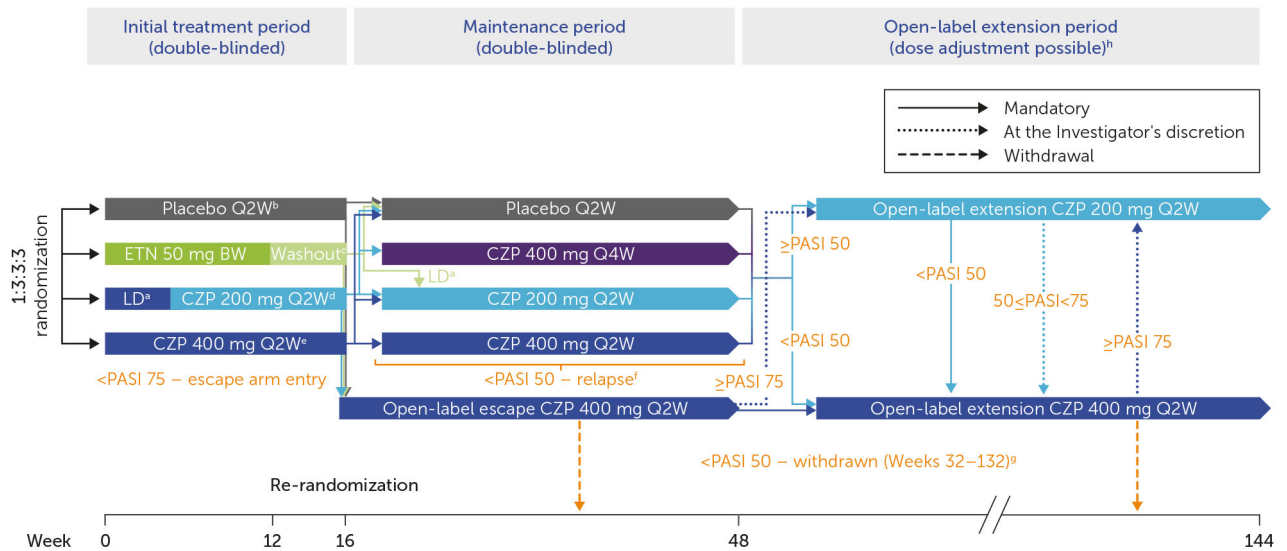 Initial treatment period
(double-blinded)
Maintenance period
(double-blinded)
Open-label extension period
(dose adjustment possible)ʰ
Mandatory
At the Investigator's discretion
Withdrawal
1:3:3:3
randomization
Placebo Q2Wᵇ
Placebo Q2W
Open-label extension CZP 200 mg Q2W
ETN 50 mg BW
Washoutᶜ
CZP 400 mg Q4W
≥PASI 50
LDᵃ
<PASI 50
LDᵃ
CZP 200 mg Q2Wᵈ
CZP 200 mg Q2W
50≤PASI<75
CZP 400 mg Q2Wᵉ
CZP 400 mg Q2W
<PASI 50
≥PASI 75
<PASI 75 – escape arm entry
<PASI 50 – relapseᶠ
≥PASI 75
Open-label escape CZP 400 mg Q2W
Open-label extension CZP 400 mg Q2W
<PASI 50 – withdrawn (Weeks 32–132)ᵍ
Re-randomization
Week
0
12
16
48
144